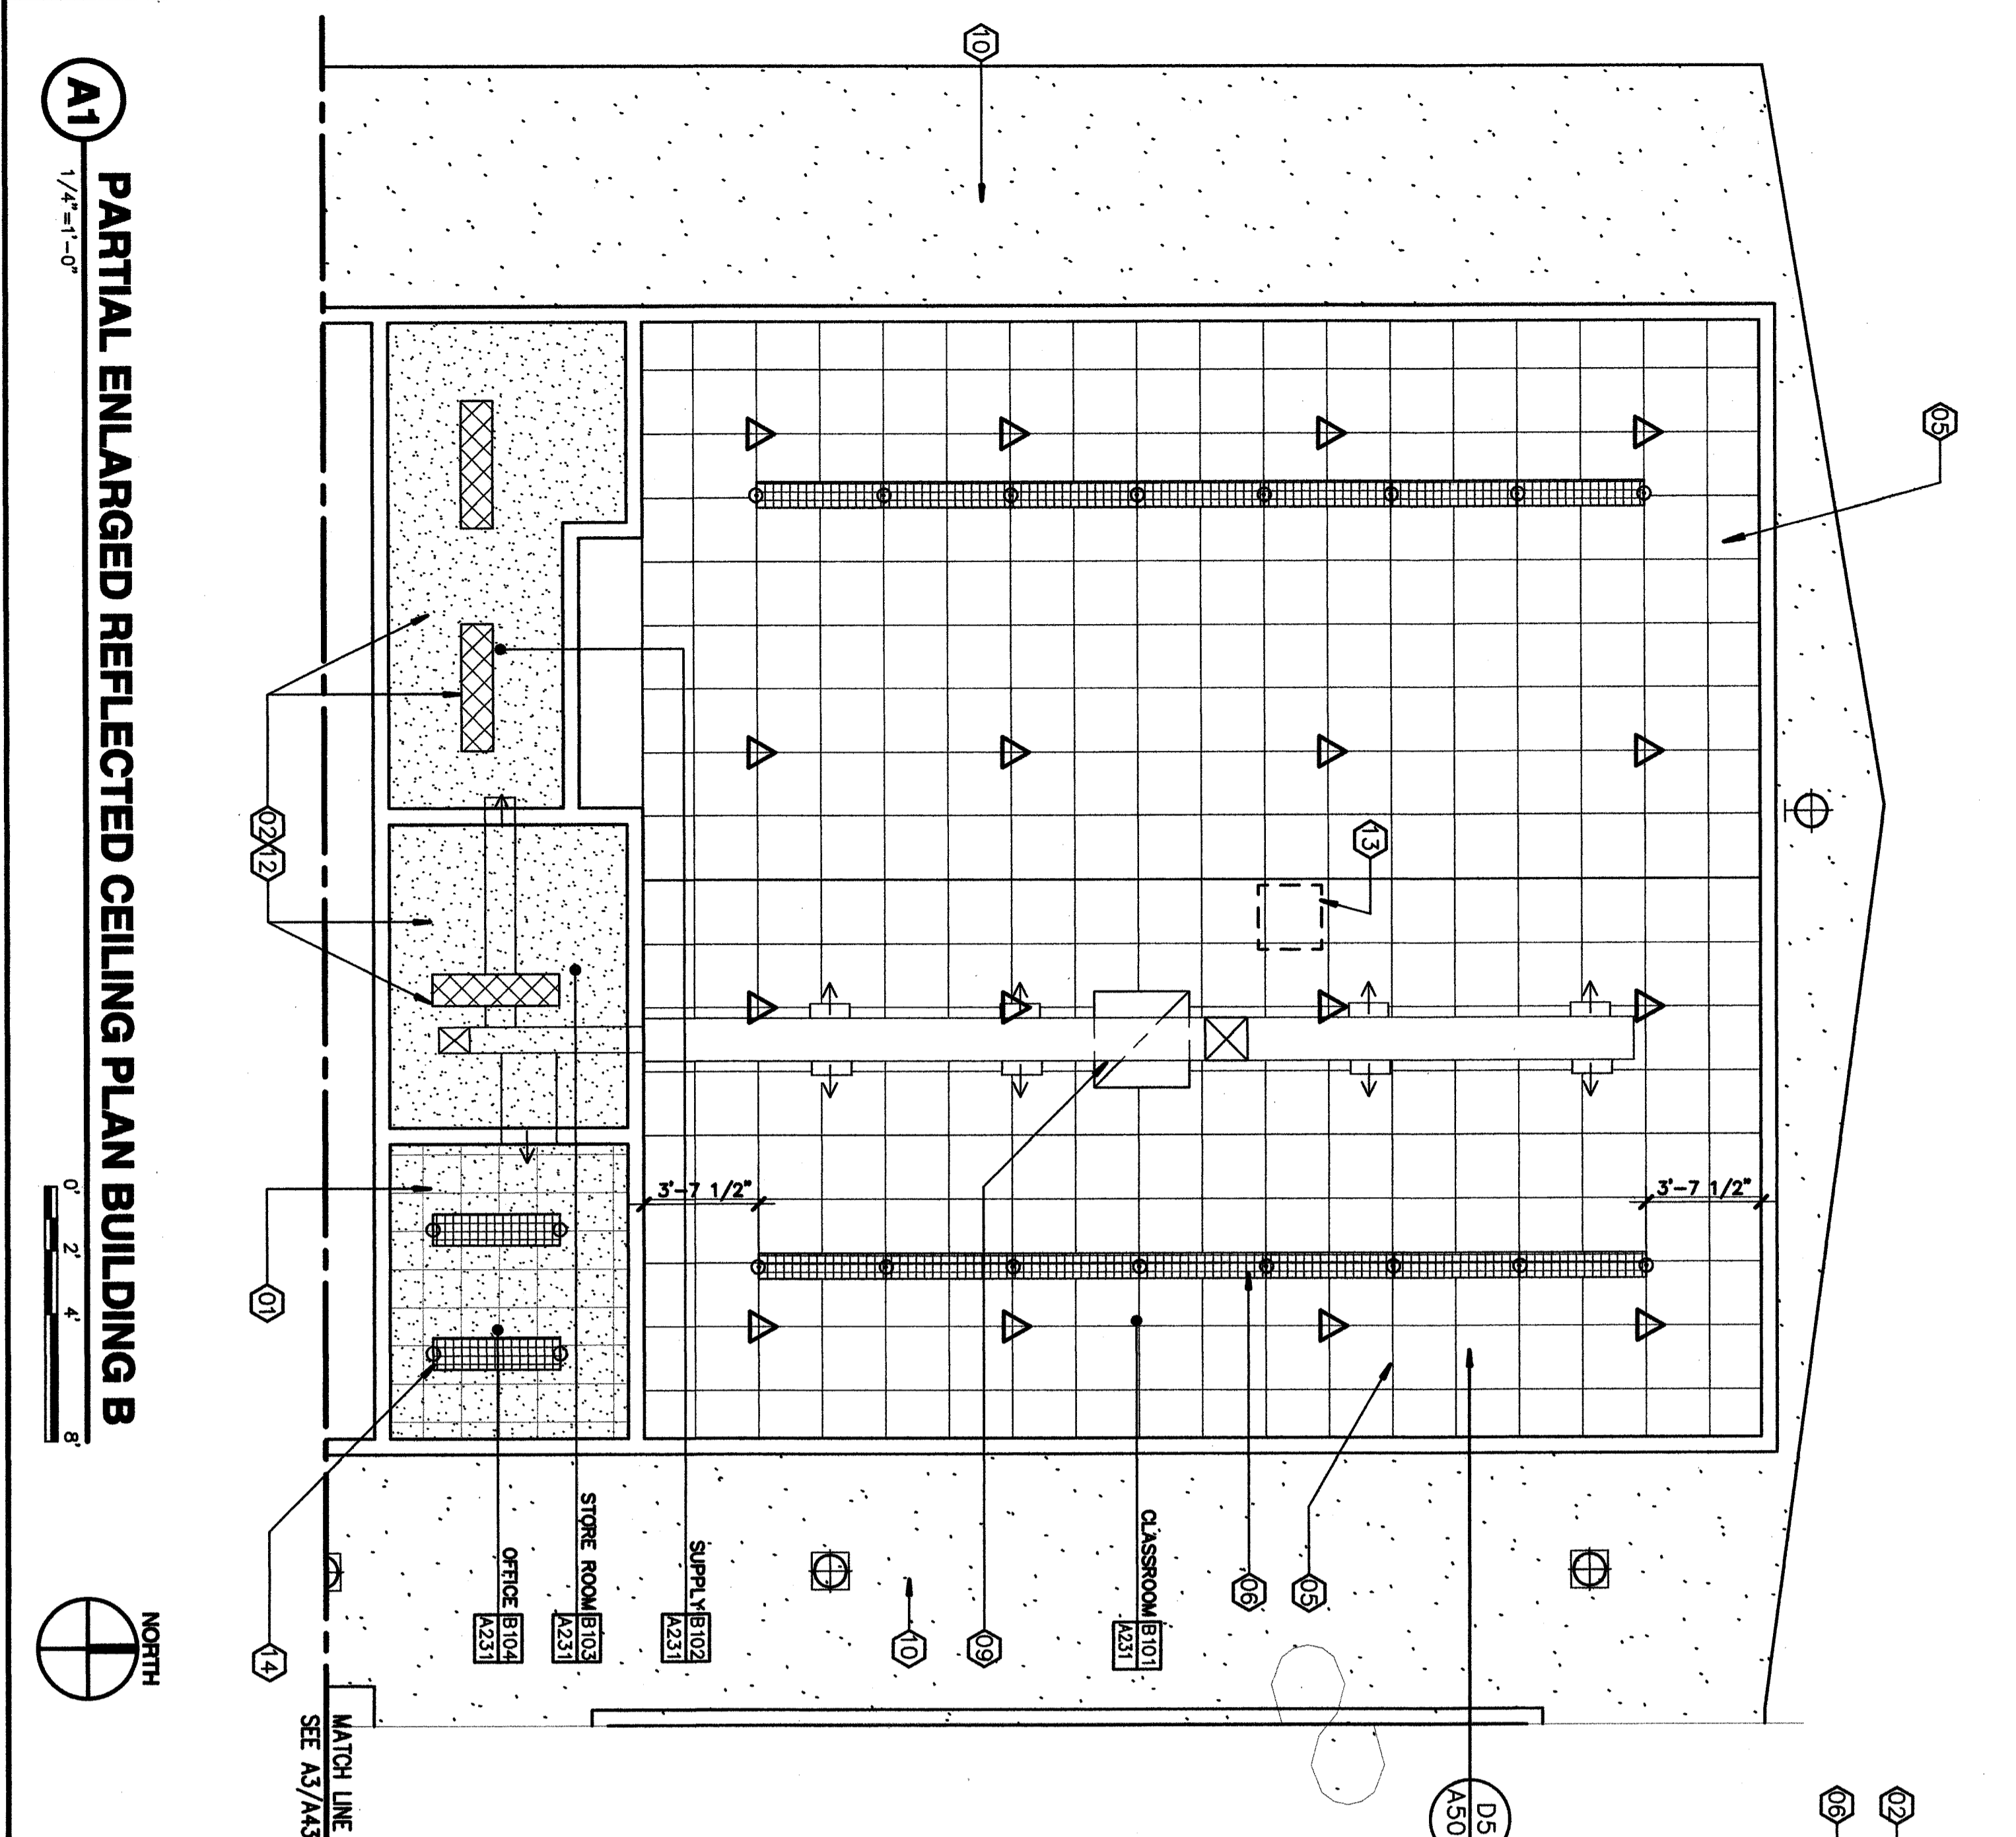 A1
PARTIAL ENLARGED REFLECTED CEILING PLAN BUILDING B
1/4"=1'-0"
0' 2' 4' 8'
NORTH
10
05
13
02 12
01
14
3'-7 1/2"
3'-7 1/2"
CLASSROOM B101
A231
SUPPLY B102
A231
STORE ROOM B103
A231
OFFICE B104
A231
06
05
09
10
MATCH LINE
SEE A3/A43
D5
A50
02
06